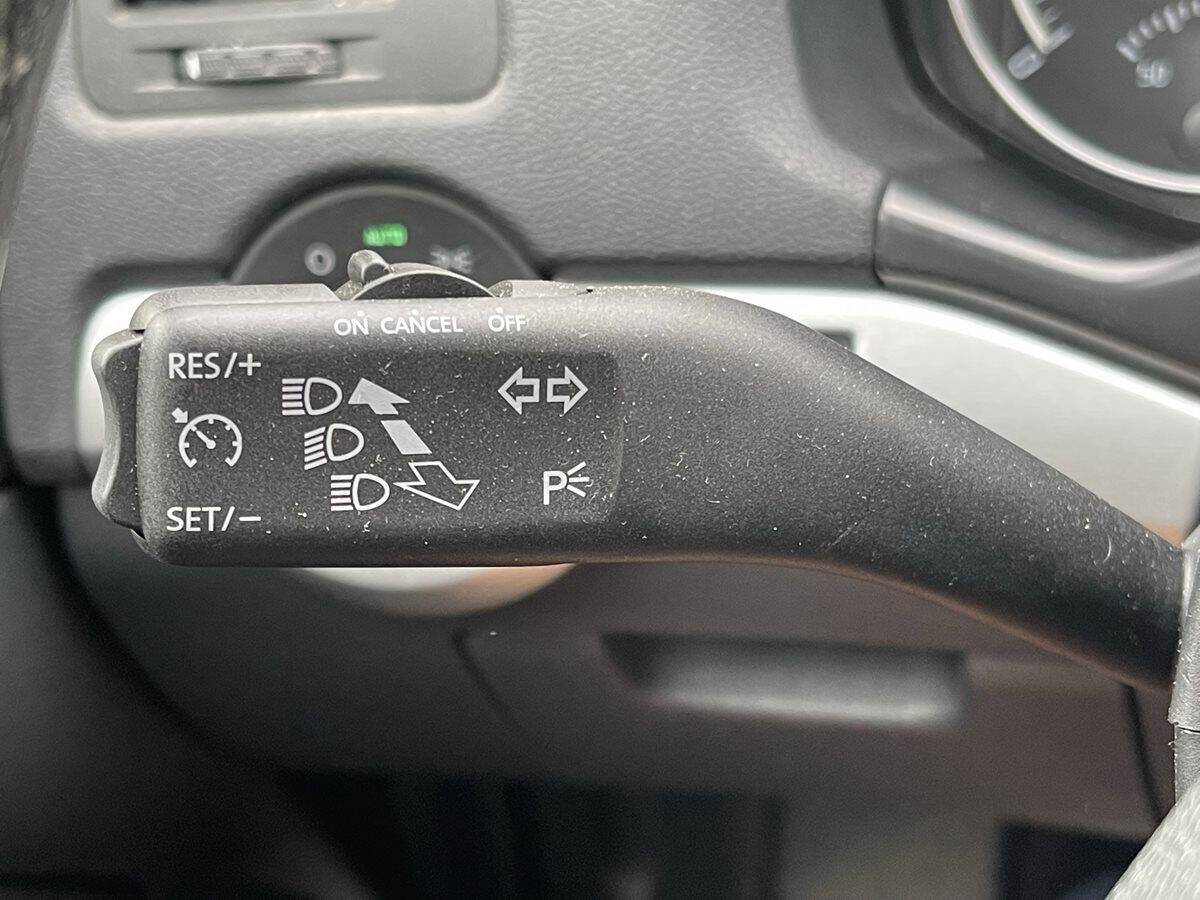 AUTO
ON CANCEL OFF
RES/+
SET/–
P